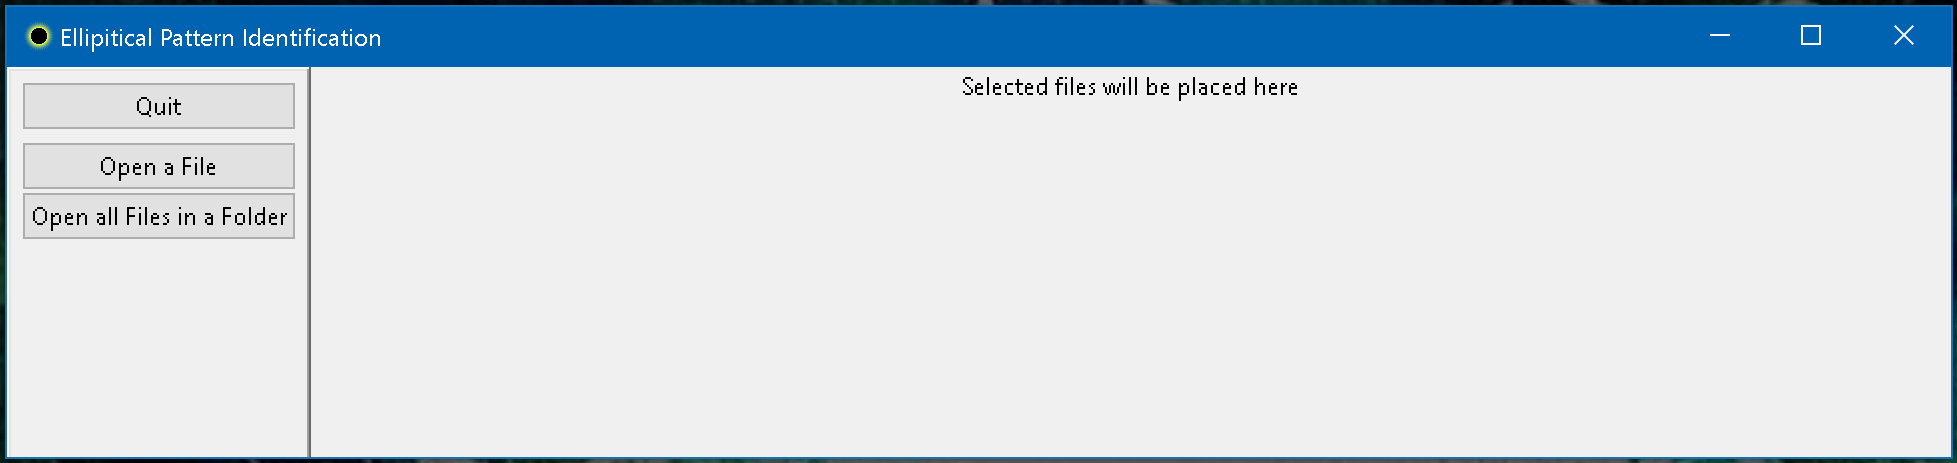 Ellipitical Pattern Identification
Quit
Open a File
Open all Files in a Folder
Selected files will be placed here